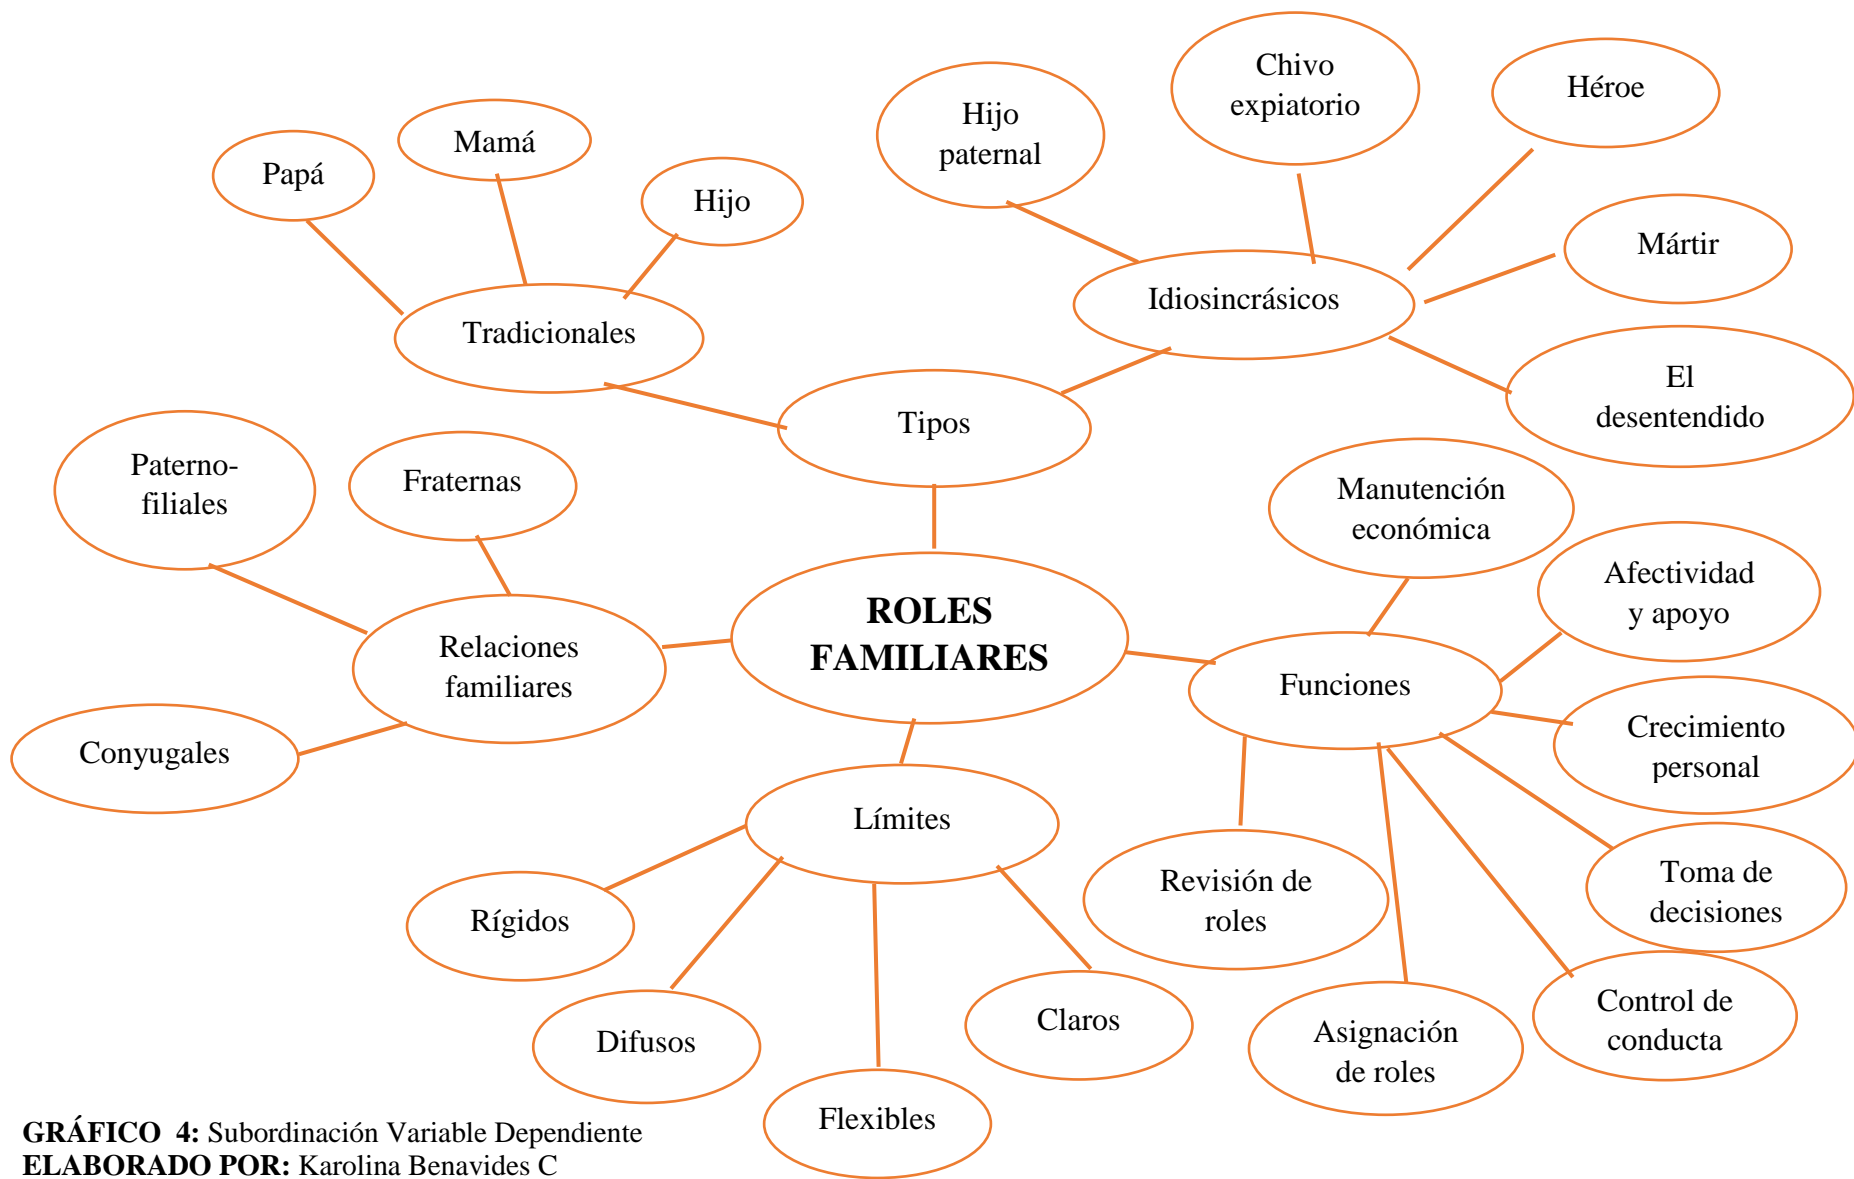 Chivo
expiatorio
Héroe
Hijo
paternal
Mamá
Papá
Hijo
Mártir
Idiosincrásicos
Tradicionales
El
desentendido
Tipos
Paterno-
filiales
Fraternas
Manutención
económica
Afectividad
y apoyo
ROLES
FAMILIARES
Relaciones
familiares
Funciones
Conyugales
Crecimiento
personal
Límites
Rígidos
Revisión de
roles
Toma de
decisiones
Difusos
Claros
Asignación
de roles
Control de
conducta
Flexibles
GRÁFICO 4: Subordinación Variable Dependiente
ELABORADO POR: Karolina Benavides C